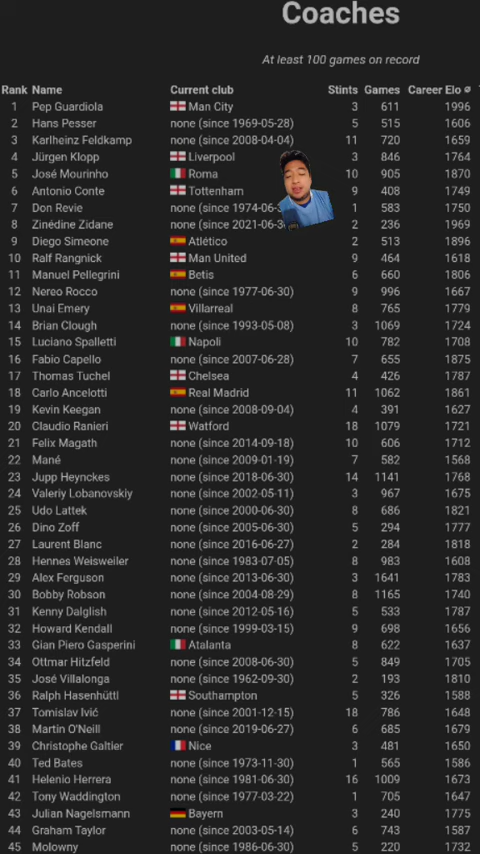 Coaches
At least 100 games on record
Rank Name Current club Stints Games Career Elo ø
1 Pep Guardiola Man City 3 611 1996
2 Hans Pesser none (since 1969-05-28) 5 515 1606
3 Karlheinz Feldkamp none (since 2008-04-04) 11 720 1659
4 Jürgen Klopp Liverpool 3 846 1764
5 José Mourinho Roma 10 905 1870
6 Antonio Conte Tottenham 9 408 1749
7 Don Revie none (since 1974-06-3 1 583 1750
8 Zinédine Zidane none (since 2021-06-3 2 236 1969
9 Diego Simeone Atlético 2 513 1896
10 Ralf Rangnick Man United 9 464 1618
11 Manuel Pellegrini Betis 6 660 1806
12 Nereo Rocco none (since 1977-06-30) 9 996 1667
13 Unai Emery Villarreal 8 765 1779
14 Brian Clough none (since 1993-05-08) 3 1069 1724
15 Luciano Spalletti Napoli 10 782 1708
16 Fabio Capello none (since 2007-06-28) 7 655 1875
17 Thomas Tuchel Chelsea 4 426 1787
18 Carlo Ancelotti Real Madrid 11 1062 1861
19 Kevin Keegan none (since 2008-09-04) 4 391 1627
20 Claudio Ranieri Watford 18 1079 1721
21 Felix Magath none (since 2014-09-18) 10 606 1712
22 Mané none (since 2009-01-19) 7 582 1568
23 Jupp Heynckes none (since 2018-06-30) 14 1141 1768
24 Valeriy Lobanovskiy none (since 2002-05-11) 3 967 1675
25 Udo Lattek none (since 2000-06-30) 8 686 1821
26 Dino Zoff none (since 2005-06-30) 5 294 1777
27 Laurent Blanc none (since 2016-06-27) 2 284 1818
28 Hennes Weisweiler none (since 1983-07-05) 8 983 1608
29 Alex Ferguson none (since 2013-06-30) 3 1641 1783
30 Bobby Robson none (since 2004-08-29) 8 1165 1740
31 Kenny Dalglish none (since 2012-05-16) 5 533 1787
32 Howard Kendall none (since 1999-03-15) 9 698 1656
33 Gian Piero Gasperini Atalanta 8 622 1637
34 Ottmar Hitzfeld none (since 2008-06-30) 5 849 1705
35 José Villalonga none (since 1962-09-30) 2 193 1810
36 Ralph Hasenhüttl Southampton 5 326 1588
37 Tomislav Ivić none (since 2001-12-15) 18 786 1648
38 Martin O'Neill none (since 2019-06-27) 6 685 1679
39 Christophe Galtier Nice 3 481 1650
40 Ted Bates none (since 1973-11-30) 1 565 1586
41 Helenio Herrera none (since 1981-06-30) 16 1009 1673
42 Tony Waddington none (since 1977-03-22) 1 705 1647
43 Julian Nagelsmann Bayern 3 240 1775
44 Graham Taylor none (since 2003-05-14) 6 743 1587
45 Molowny none (since 1986-06-30) 5 220 1732